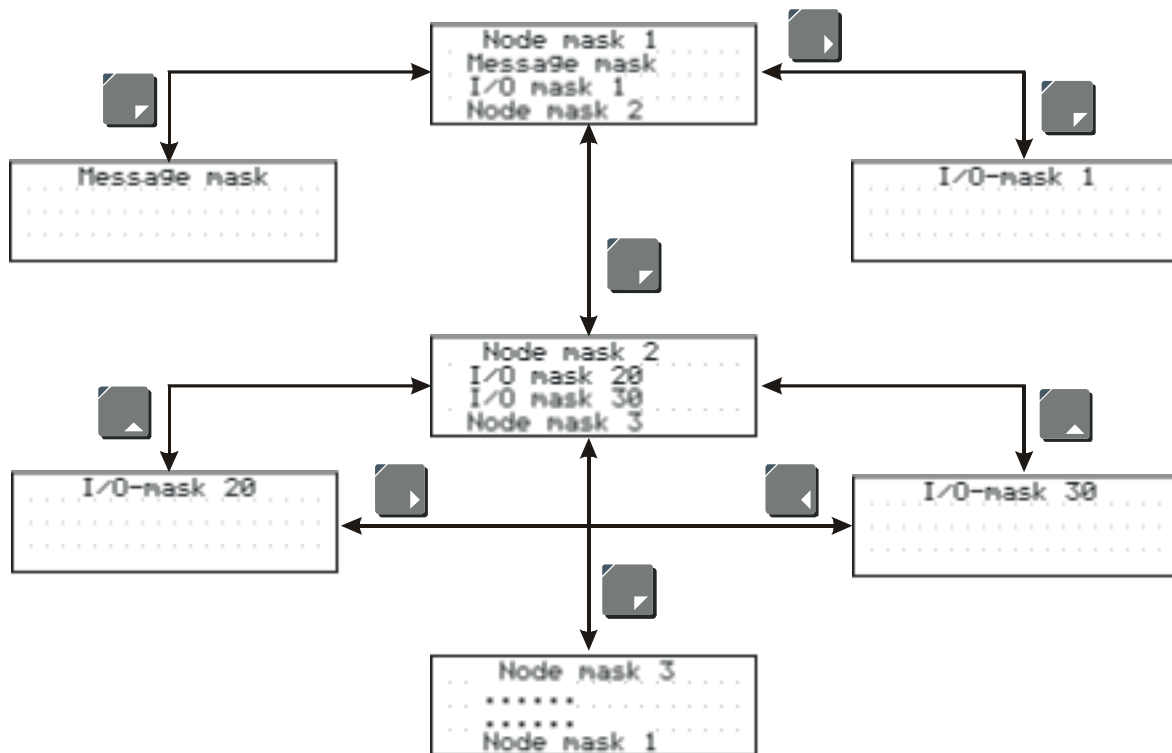 Node mask 1
Message mask
I/O mask 1
Node mask 2
Message mask
I/O-mask 1
Node mask 2
I/O mask 20
I/O mask 30
Node mask 3
I/O-mask 20
I/O-mask 30
Node mask 3
......
......
Node mask 1